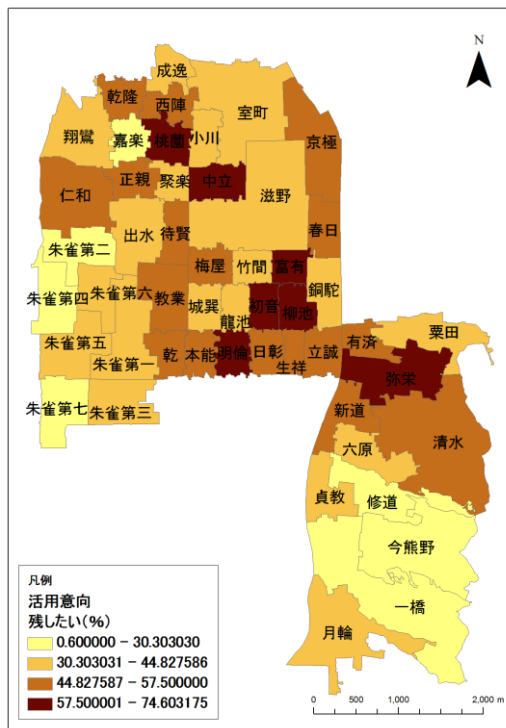 N
成逸
乾隆
西陣
室町
翔鸞
嘉楽
桃薗
小川
京極
仁和
正親
聚楽
中立
滋野
出水
待賢
春日
朱雀第二
梅屋
竹間
富有
朱雀第四
朱雀第六
教業
城巽
龍池
初音
柳池
銅駝
朱雀第五
朱雀第一
乾
本能
明倫
日彰
生祥
立誠
有済
粟田
弥栄
朱雀第七
朱雀第三
新道
清水
六原
貞教
修道
今熊野
一橋
月輪
凡例
活用意向
残したい(%)
0.600000 - 30.303030
30.303031 - 44.827586
44.827587 - 57.500000
57.500001 - 74.603175
0 500 1,000 2,000 m